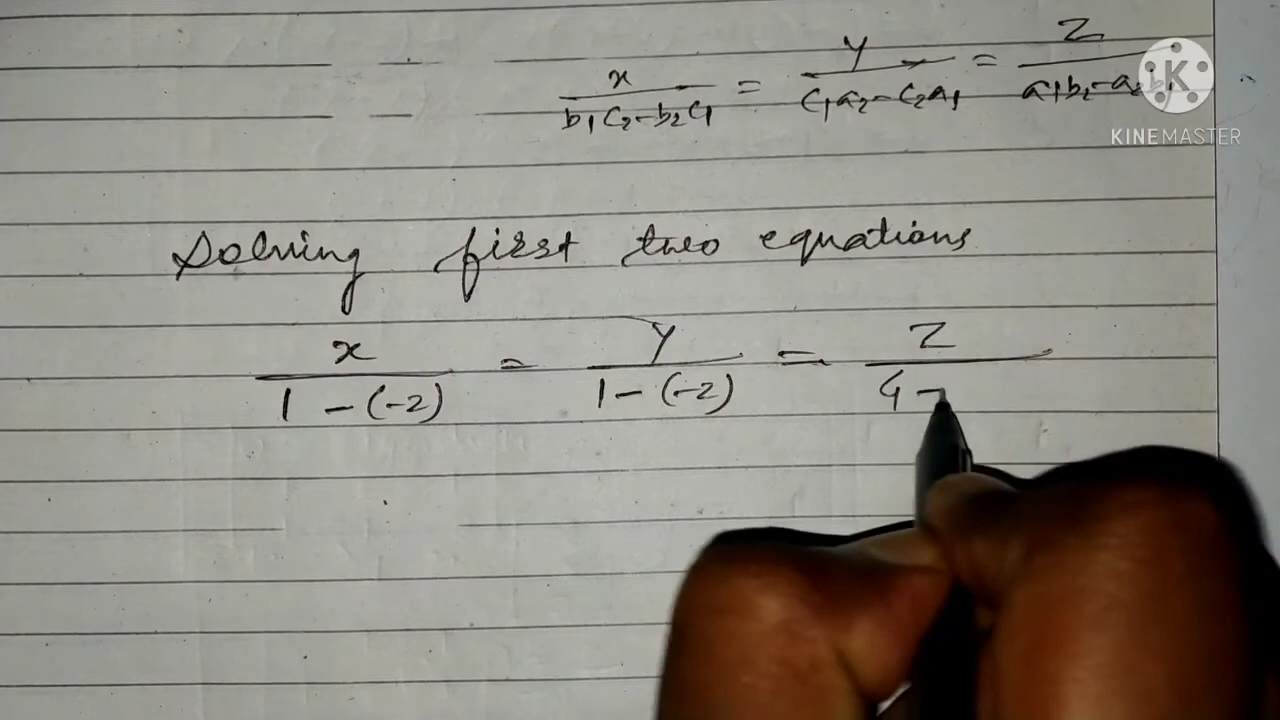 x/(b₁c₂-b₂c₁) = y/(c₁a₂-c₂a₁) = z/(a₁b₂-a₂b₁)
K
KINEMASTER
Solving first two equations
x/(1-(-2)) = y/(1-(-2)) = z/(4-